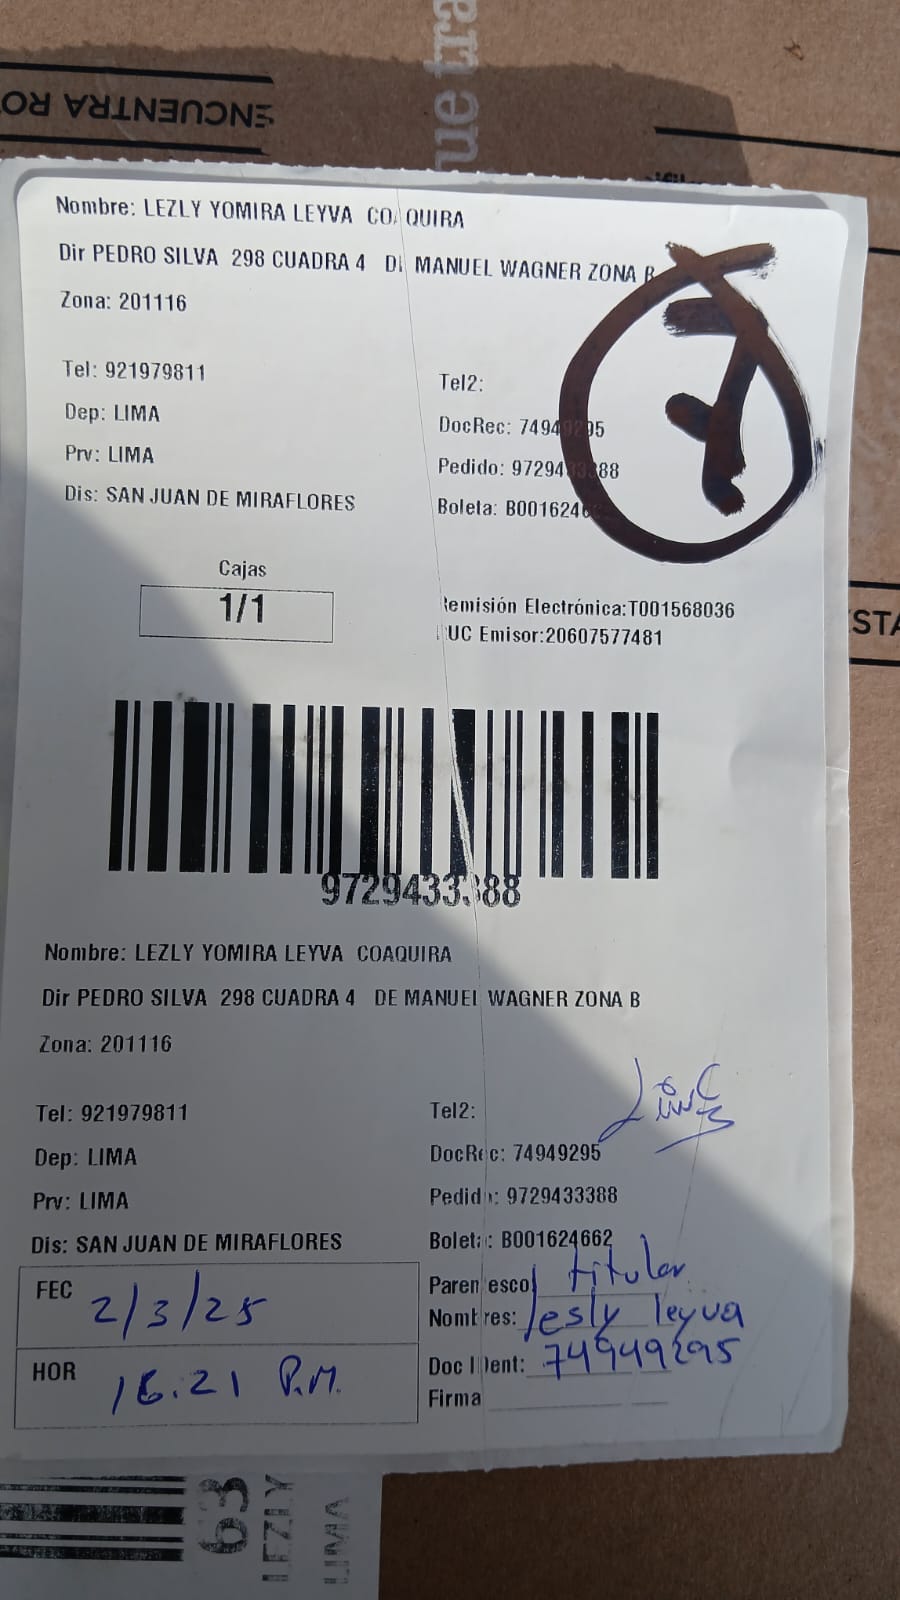 ENCUENTRA RO
ue tra
Nombre: LEZLY YOMIRA LEYVA COAQUIRA
Dir PEDRO SILVA 298 CUADRA 4 DE MANUEL WAGNER ZONA B
Zona: 201116
7
Tel: 921979811
Tel2:
Dep: LIMA
DocRec: 74949295
Prv: LIMA
Pedido: 9729433388
Dis: SAN JUAN DE MIRAFLORES
Boleta: B001624662
Cajas
1/1
Remisión Electrónica:T001568036
RUC Emisor:20607577481
STA
9729433388
Nombre: LEZLY YOMIRA LEYVA COAQUIRA
Dir PEDRO SILVA 298 CUADRA 4 DE MANUEL WAGNER ZONA B
Zona: 201116
Tel: 921979811
Tel2:
Dep: LIMA
DocRec: 74949295
Prv: LIMA
Pedido: 9729433388
Dis: SAN JUAN DE MIRAFLORES
Boleta: B001624662
FEC 2/3/25
Parentesco titular
Nombres: lesly leyva
HOR 16.21 P.M.
Doc Ident: 74949295
Firma
63
LEZLY
LIMA